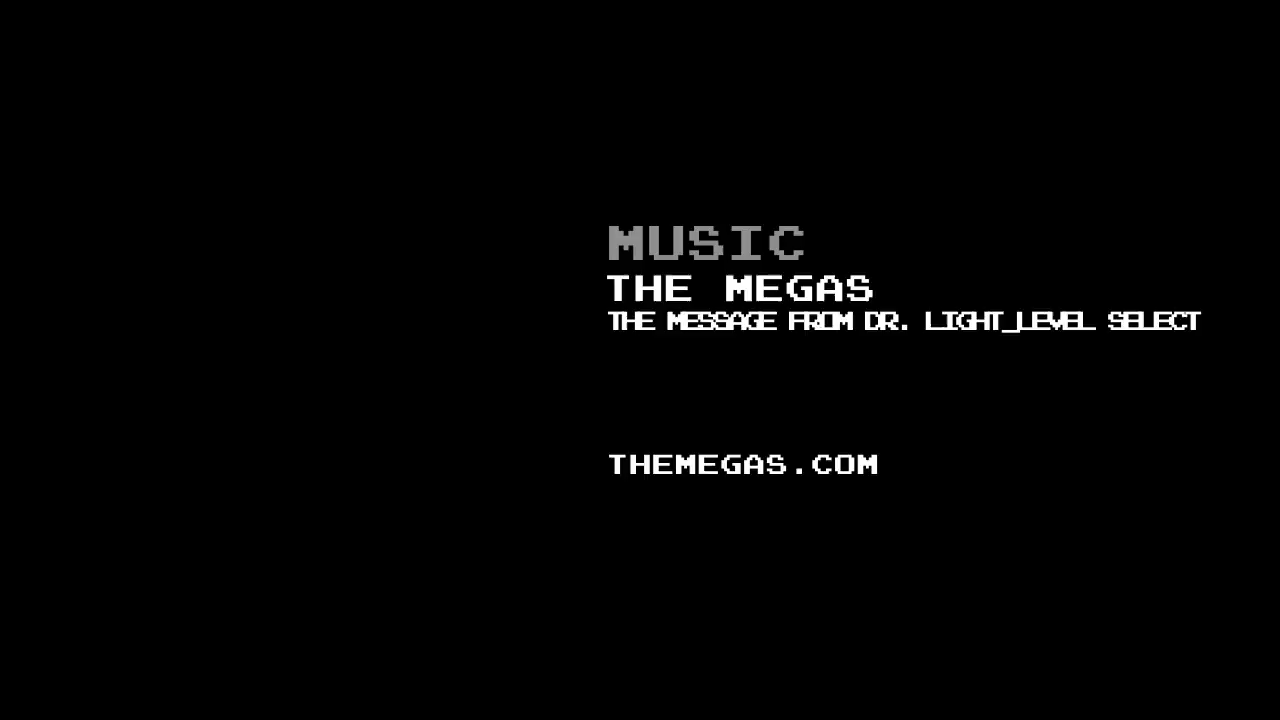 MUSIC
THE MEGAS
THE MESSAGE FROM DR. LIGHT_LEVEL SELECT
THEMEGAS.COM